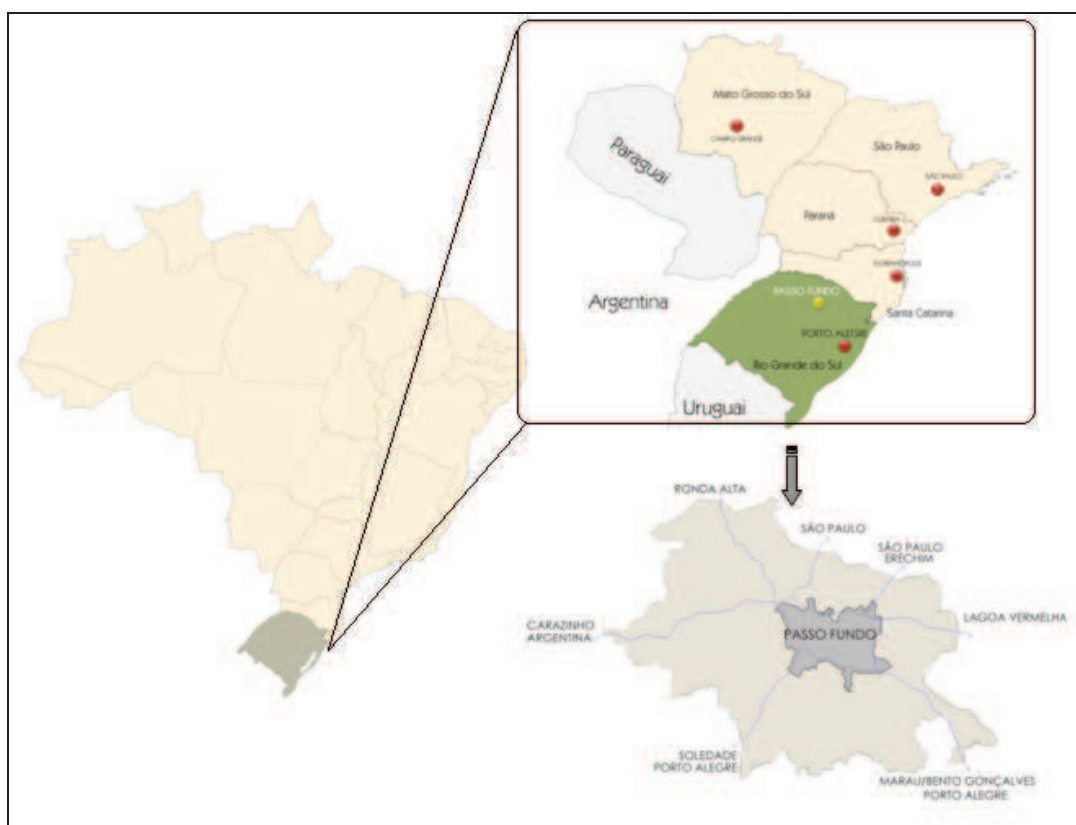 Mato Grosso do Sul
CAMPO GRANDE
São Paulo
Paraguai
SÃO PAULO
Paraná
CURITIBA
FLORIANÓPOLIS
Argentina
PASSO FUNDO
Santa Catarina
PORTO ALEGRE
Rio Grande do Sul
Uruguai
RONDA ALTA
SÃO PAULO
SÃO PAULO
ERECHIM
LAGOA VERMELHA
CARAZINHO
ARGENTINA
PASSO FUNDO
SOLEDADE
PORTO ALEGRE
MARAU/BENTO GONÇALVES
PORTO ALEGRE